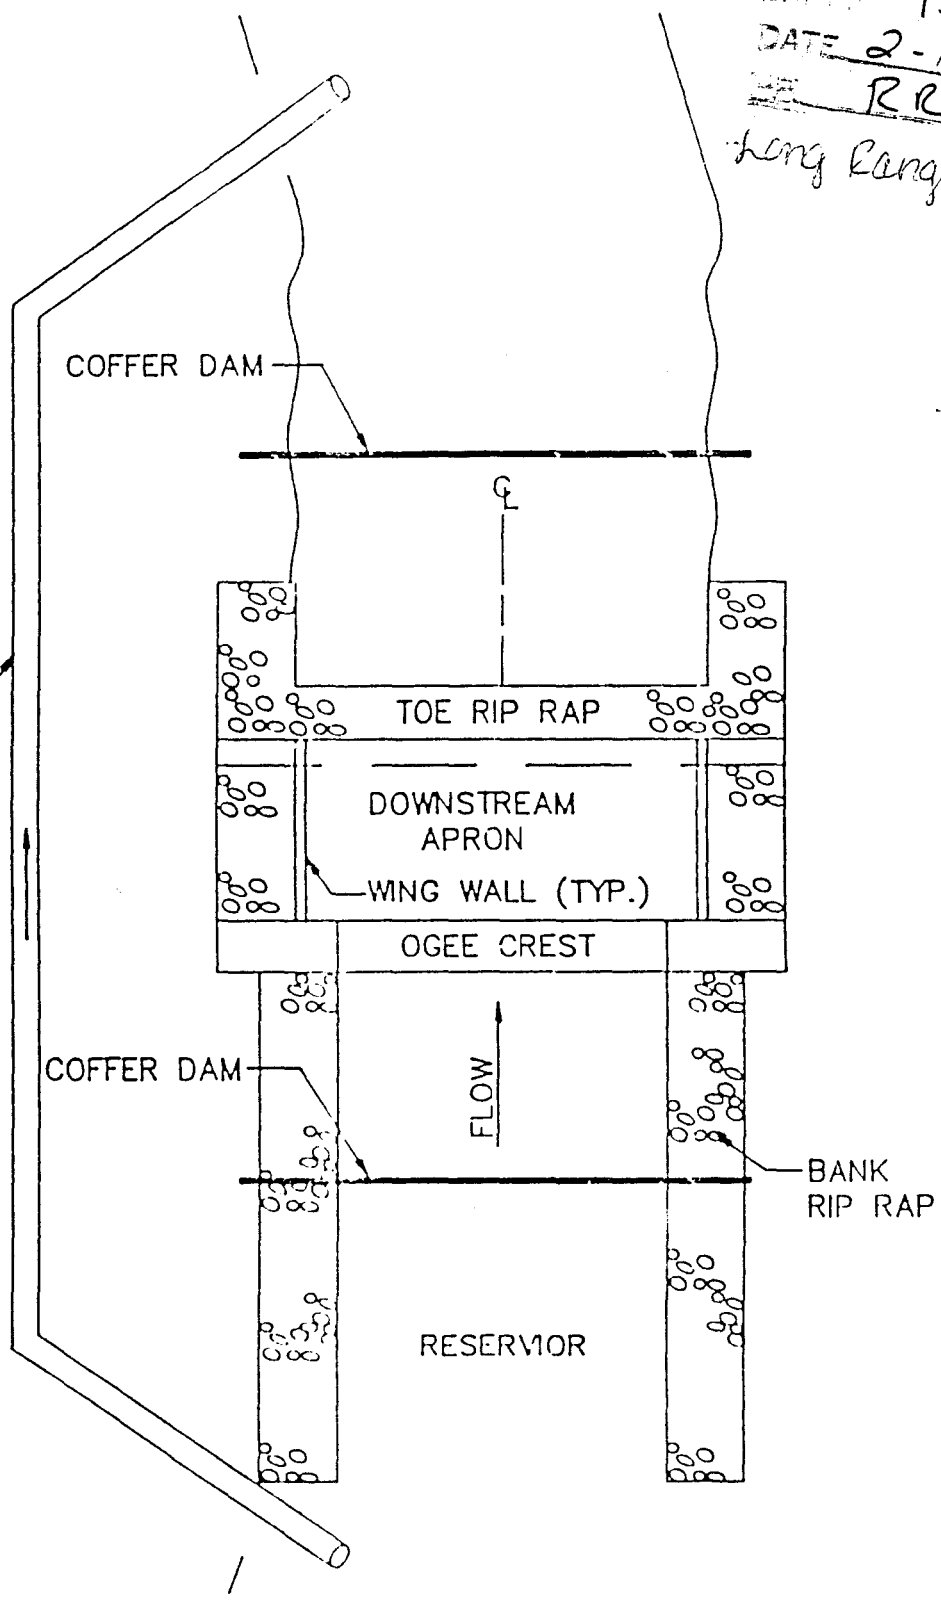 DATE 2-
RR
Long Rang
COFFER DAM
C L
TOE RIP RAP
DOWNSTREAM
APRON
WING WALL (TYP.)
OGEE CREST
COFFER DAM
FLOW
BANK
RIP RAP
RESERVIOR